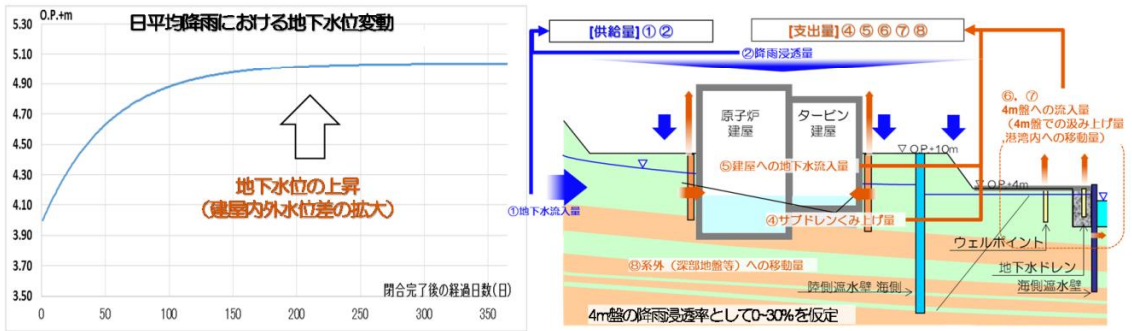 O.P.+m
日平均降雨における地下水位変動
5.30
5.10
4.90
4.70
4.50
4.30
4.10
3.90
3.70
3.50
地下水位の上昇
(建屋内外水位差の拡大)
閉合完了後の経過日数(日)
0 50 100 150 200 250 300 350
[供給量]① ②
[支出量]④ ⑤ ⑥ ⑦ ⑧
②降雨浸透量
原子炉
建屋
タービン
建屋
▽O.P.+10m
⑥, ⑦
4m盤への流入量
(4m盤での汲み上げ量
港湾内への移動量)
⑤建屋への地下水流入量
▽O.P.+4m
①地下水流入量
④サブドレンくみ上げ量
ウェルポイント
⑧系外(深部地盤等)への移動量
地下水ドレン
陸側遮水壁 海側
海側遮水壁
4m盤の降雨浸透率として0~30%を仮定